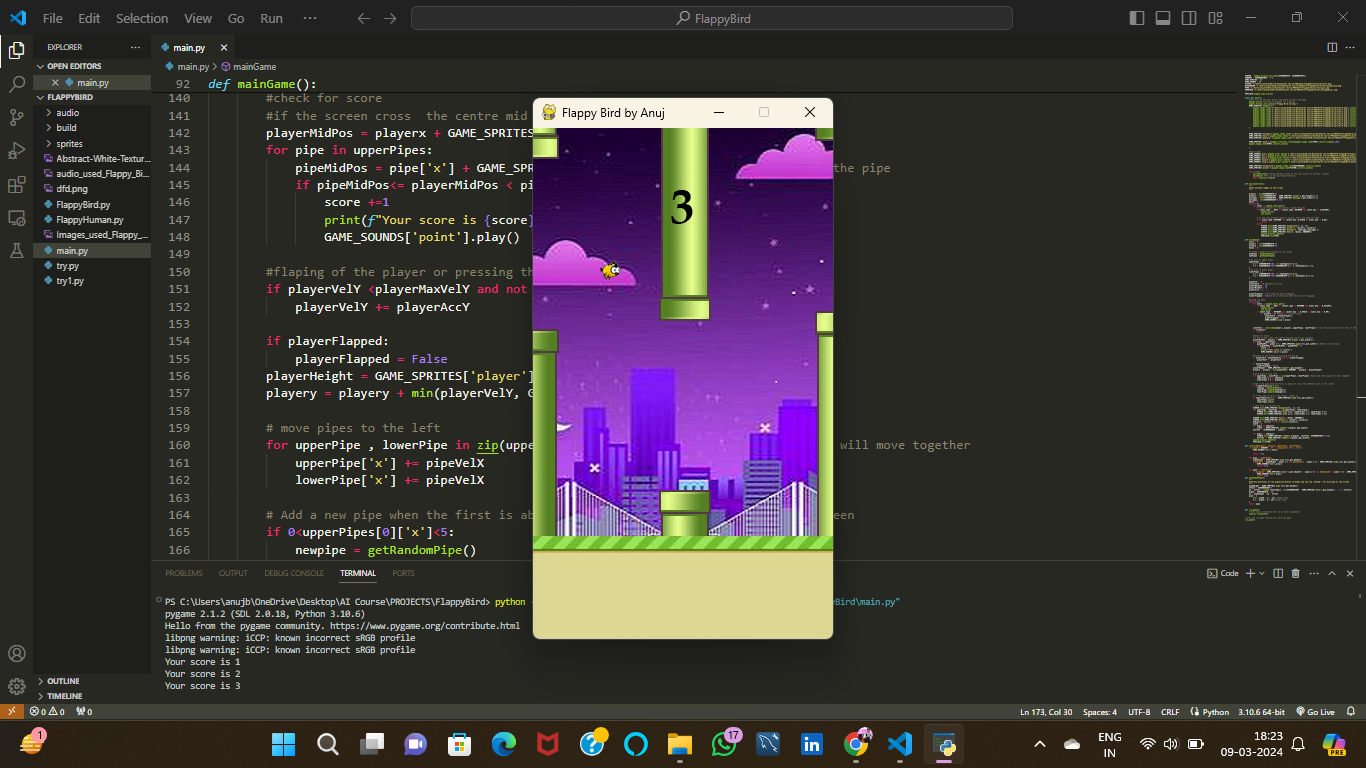 File Edit Selection View Go Run ··· FlappyBird
EXPLORER ···
main.py
OPEN EDITORS
main.py
main.py > mainGame
FLAPPYBIRD
audio
build
sprites
Abstract-White-Textur...
audio_used_Flappy_Bi...
dfd.png
FlappyBird.py
FlappyHuman.py
Images_used_Flappy_...
main.py
try.py
try1.py
OUTLINE
TIMELINE
92 def mainGame():
140 #check for score
141 #if the screen cross the centre mid
142 playerMidPos = playerx + GAME_SPRITES
143 for pipe in upperPipes:
144 pipeMidPos = pipe['x'] + GAME_SPR the pipe
145 if pipeMidPos<= playerMidPos < pi
146 score +=1
147 print(f"Your score is {score}
148 GAME_SOUNDS['point'].play()
149
150 #flaping of the player or pressing th
151 if playerVelY <playerMaxVelY and not
152 playerVelY += playerAccY
153
154 if playerFlapped:
155 playerFlapped = False
156 playerHeight = GAME_SPRITES['player']
157 playery = playery + min(playerVelY, G
158
159 # move pipes to the left
160 for upperPipe , lowerPipe in zip(uppe will move together
161 upperPipe['x'] += pipeVelX
162 lowerPipe['x'] += pipeVelX
163
164 # Add a new pipe when the first is ab een
165 if 0<upperPipes[0]['x']<5:
166 newpipe = getRandomPipe()
Flappy Bird by Anuj
3
PROBLEMS OUTPUT DEBUG CONSOLE TERMINAL PORTS
Code
PS C:\Users\anujb\OneDrive\Desktop\AI Course\PROJECTS\FlappyBird> python Bird\main.py"
pygame 2.1.2 (SDL 2.0.18, Python 3.10.6)
Hello from the pygame community. https://www.pygame.org/contribute.html
libpng warning: iCCP: known incorrect sRGB profile
libpng warning: iCCP: known incorrect sRGB profile
Your score is 1
Your score is 2
Your score is 3
0 0 0 Ln 173, Col 30 Spaces: 4 UTF-8 CRLF Python 3.10.6 64-bit Go Live
1
17
ENG
IN
18:23
09-03-2024
PRE